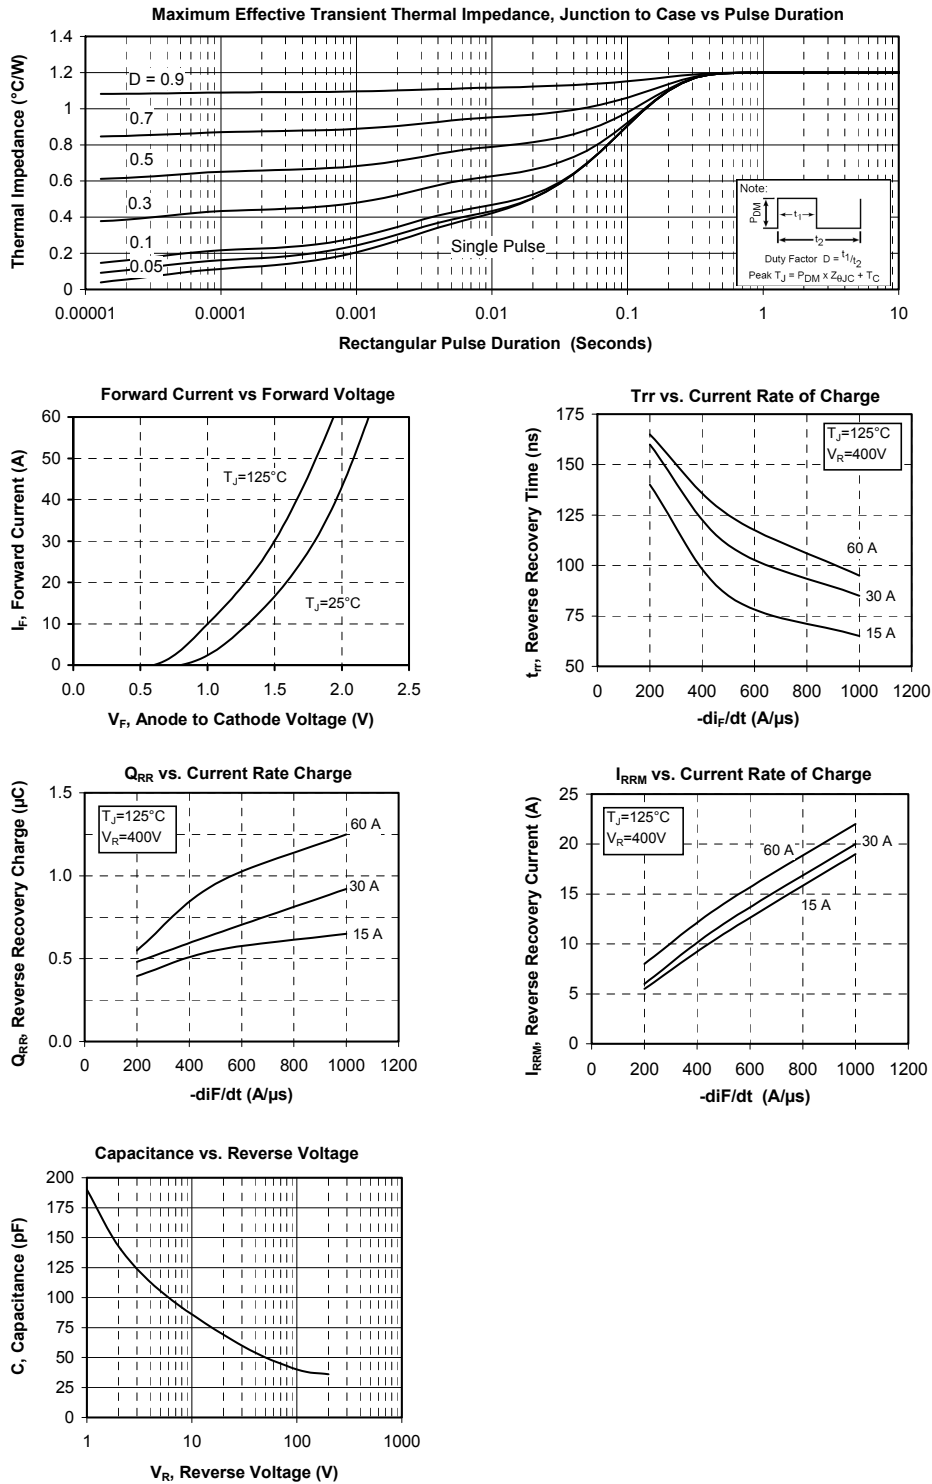 Maximum Effective Transient Thermal Impedance, Junction to Case vs Pulse Duration
Thermal Impedance (°C/W)
1.4
1.2
1
0.8
0.6
0.4
0.2
0
D = 0.9
0.7
0.5
0.3
0.1
0.05
Single Pulse
Note:
PDM
t1
t2
Duty Factor D = t1/t2
Peak TJ = PDM x ZθJC + TC
0.00001 0.0001 0.001 0.01 0.1 1 10
Rectangular Pulse Duration (Seconds)
Forward Current vs Forward Voltage
IF, Forward Current (A)
60
50
40
30
20
10
0
TJ=125°C
TJ=25°C
0.0 0.5 1.0 1.5 2.0 2.5
VF, Anode to Cathode Voltage (V)
Trr vs. Current Rate of Charge
trr, Reverse Recovery Time (ns)
175
150
125
100
75
50
TJ=125°C
VR=400V
60 A
30 A
15 A
0 200 400 600 800 1000 1200
-diF/dt (A/µs)
QRR vs. Current Rate Charge
QRR, Reverse Recovery Charge (µC)
1.5
1.0
0.5
0.0
TJ=125°C
VR=400V
60 A
30 A
15 A
0 200 400 600 800 1000 1200
-diF/dt (A/µs)
IRRM vs. Current Rate of Charge
IRRM, Reverse Recovery Current (A)
25
20
15
10
5
0
TJ=125°C
VR=400V
60 A
30 A
15 A
0 200 400 600 800 1000 1200
-diF/dt (A/µs)
Capacitance vs. Reverse Voltage
C, Capacitance (pF)
200
175
150
125
100
75
50
25
0
1 10 100 1000
VR, Reverse Voltage (V)